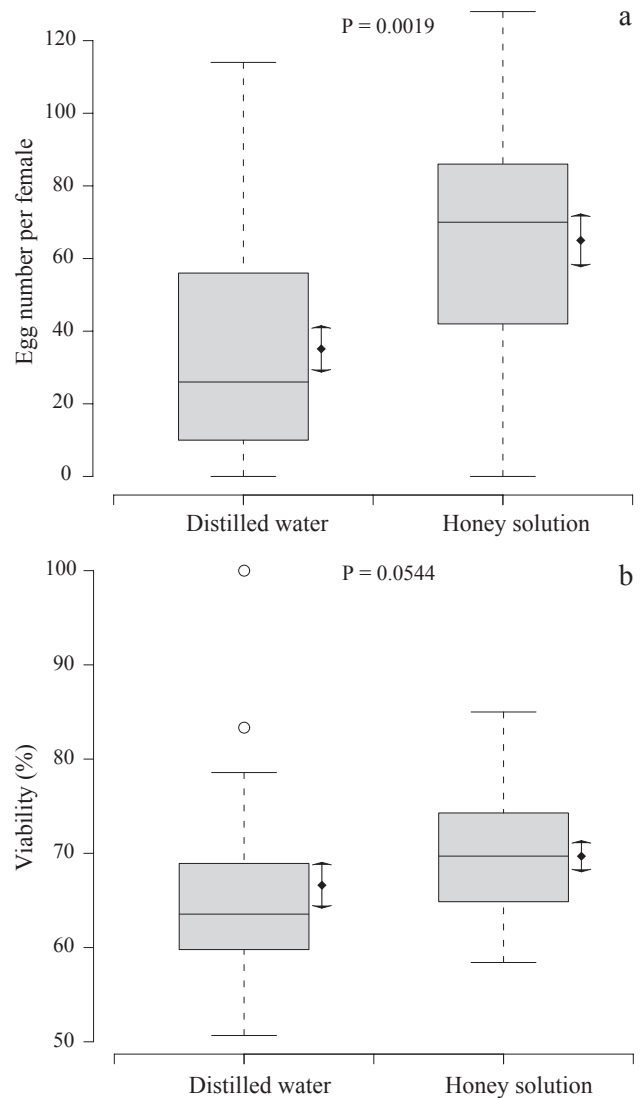 a
P = 0.0019
120
100
80
60
40
20
0
Egg number per female
Distilled water
Honey solution
b
P = 0.0544
100
90
80
70
60
50
Viability (%)
Distilled water
Honey solution